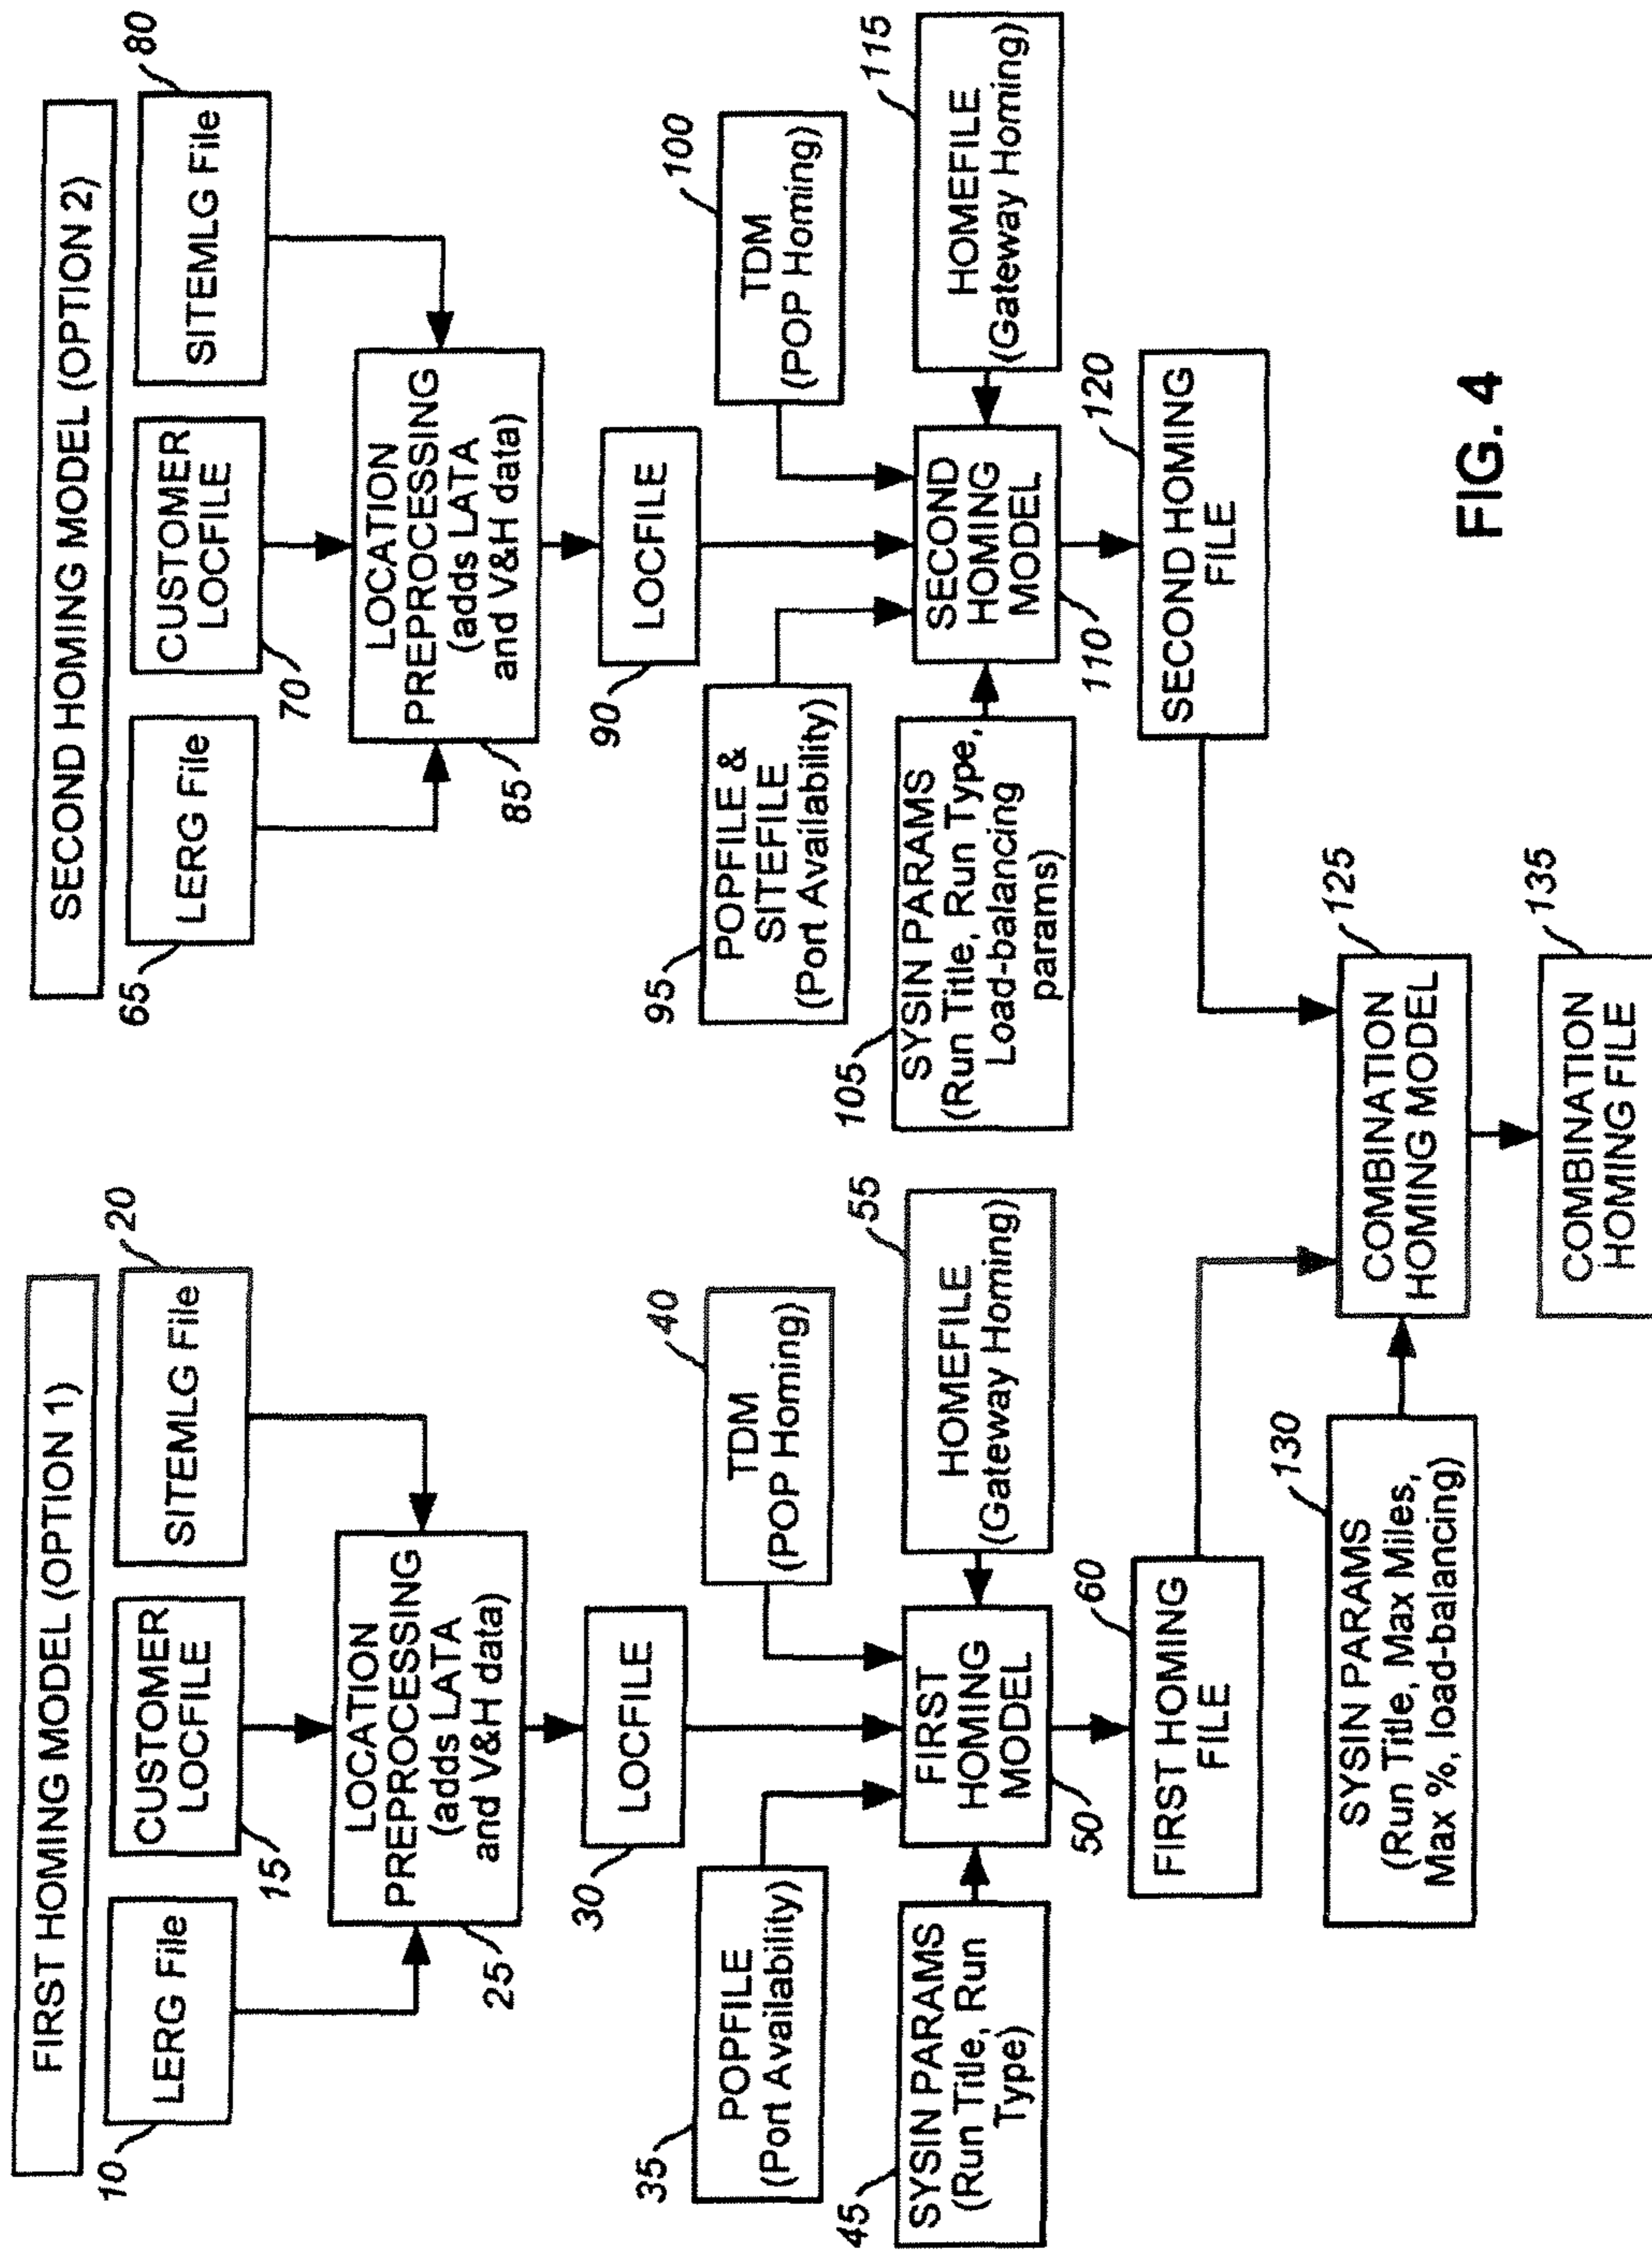 FIRST HOMING MODEL (OPTION 1)
10
LERG File
15
CUSTOMER
LOCFILE
20
SITEMLG File
25
LOCATION
PREPROCESSING
(adds LATA
and V&H data)
30
LOCFILE
35
POPFILE
(Port Availability)
40
TDM
(POP Homing)
45
SYSIN PARAMS
(Run Title, Run
Type)
50
FIRST
HOMING
MODEL
55
HOMEFILE
(Gateway Homing)
60
FIRST HOMING
FILE
SECOND HOMING MODEL (OPTION 2)
65
LERG File
70
CUSTOMER
LOCFILE
80
SITEMLG File
85
LOCATION
PREPROCESSING
(adds LATA
and V&H data)
90
LOCFILE
95
POPFILE &
SITEFILE
(Port Availability)
100
TDM
(POP Homing)
105
SYSIN PARAMS
(Run Title, Run Type,
Load-balancing
params)
110
SECOND
HOMING
MODEL
115
HOMEFILE
(Gateway Homing)
120
SECOND HOMING
FILE
130
SYSIN PARAMS
(Run Title, Max Miles,
Max %, load-balancing)
125
COMBINATION
HOMING MODEL
135
COMBINATION
HOMING FILE
FIG. 4